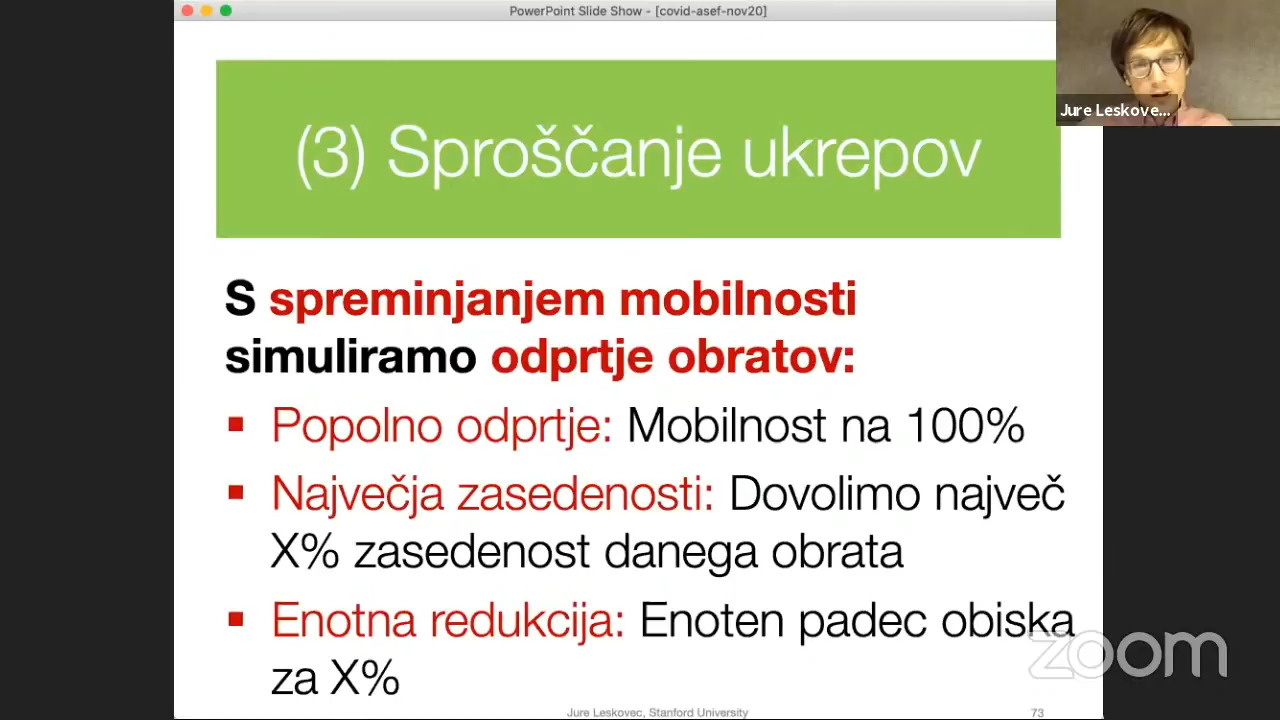 PowerPoint Slide Show - [covid-asef-nov20]
Jure Leskove...
(3) Sproščanje ukrepov
S spreminjanjem mobilnosti
simuliramo odprtje obratov:
▪ Popolno odprtje: Mobilnost na 100%
▪ Največja zasedenosti: Dovolimo največ
X% zasedenost danega obrata
▪ Enotna redukcija: Enoten padec obiska
za X%
zoom
Jure Leskovec, Stanford University
73